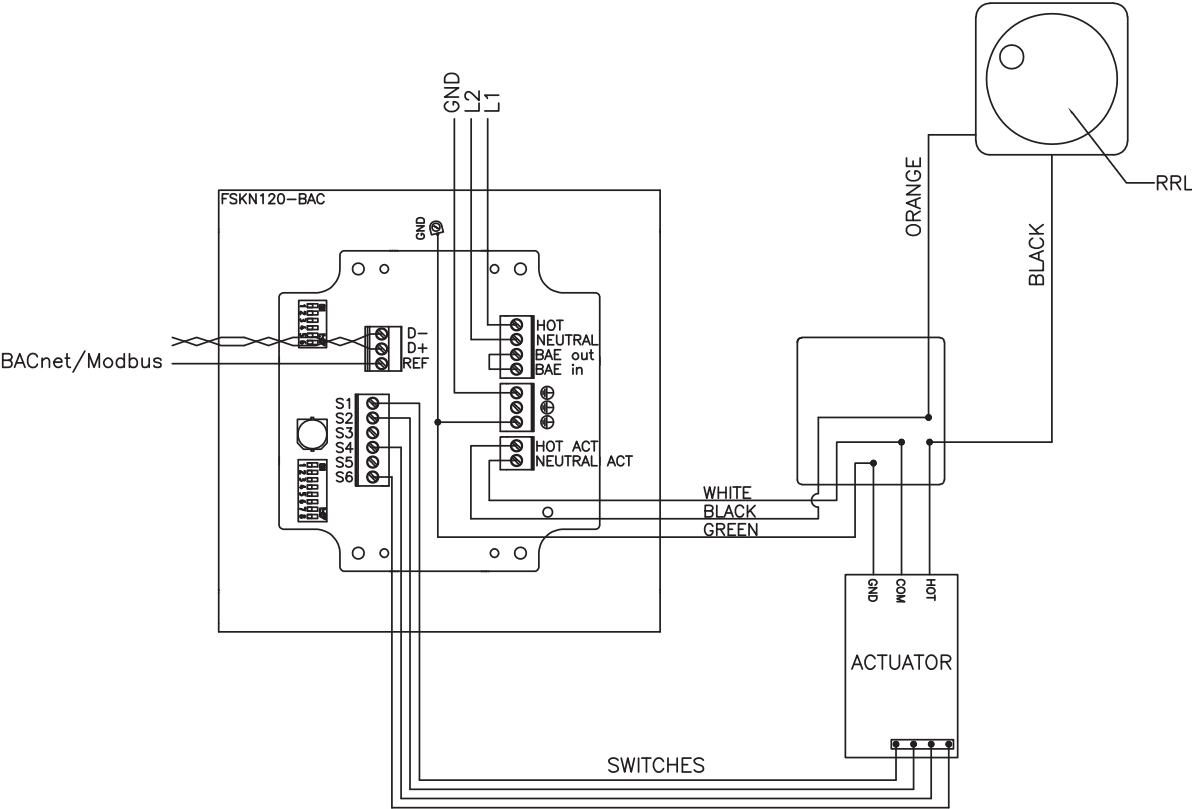 GND
L2
L1
RRL
ORANGE
BLACK
FSKN120-BAC
GND
D-
D+
REF
BACnet/Modbus
HOT
NEUTRAL
BAE out
BAE in
S1
S2
S3
S4
S5
S6
HOT ACT
NEUTRAL ACT
WHITE
BLACK
GREEN
GND
COM
HOT
ACTUATOR
SWITCHES